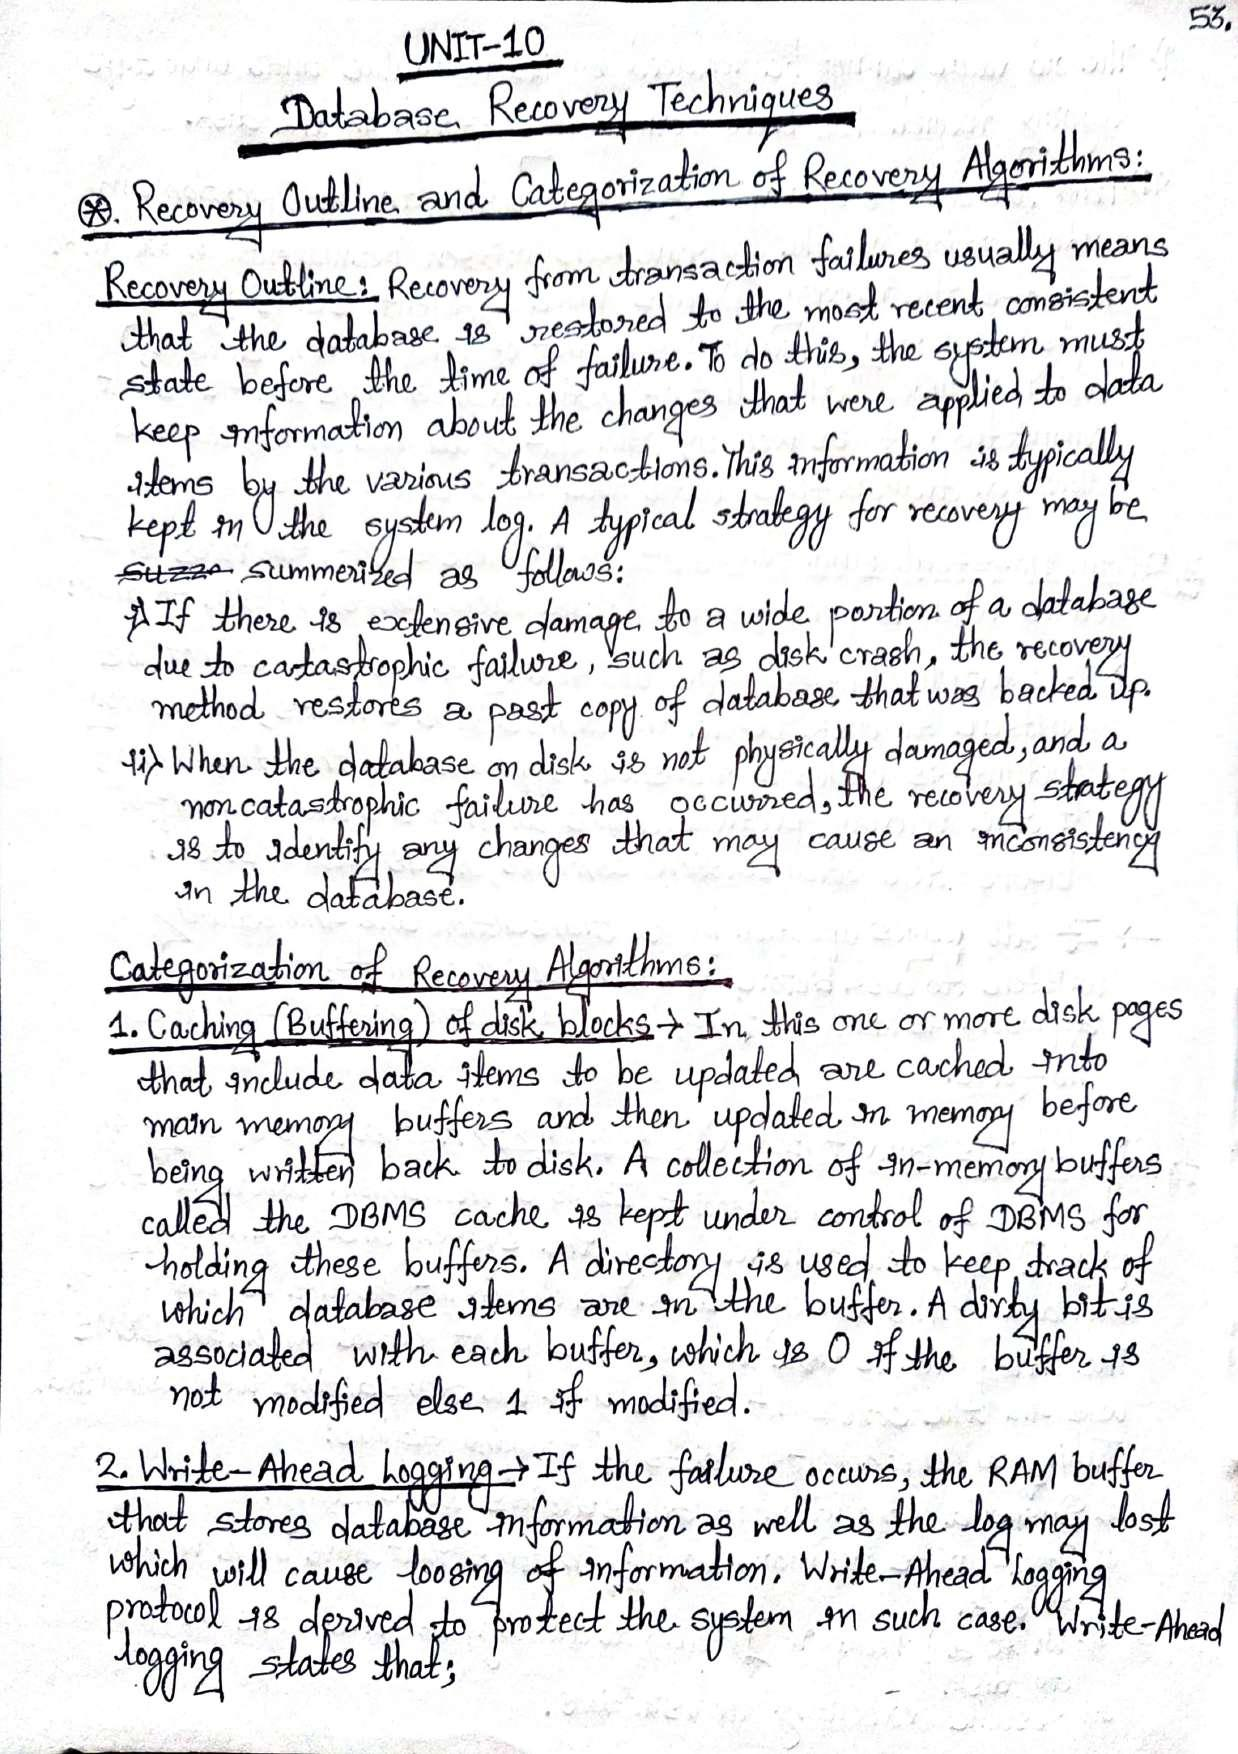 53.
UNIT-10
Database Recovery Techniques
⊛. Recovery Outline and Categorization of Recovery Algorithms:
Recovery Outline: Recovery from transaction failures usually means
that the database is restored to the most recent consistent
state before the time of failure. To do this, the system must
keep information about the changes that were applied to data
items by the various transactions. This information is typically
kept in the system log. A typical strategy for recovery may be
summerized as follows:
i) If there is extensive damage to a wide portion of a database
due to catastrophic failure, such as disk crash, the recovery
method restores a past copy of database that was backed up.
ii) When the database on disk is not physically damaged, and a
noncatastrophic failure has occurred, the recovery strategy
is to identify any changes that may cause an inconsistency
in the database.
Categorization of Recovery Algorithms:
1. Caching (Buffering) of disk blocks → In this one or more disk pages
that include data items to be updated are cached into
main memory buffers and then updated in memory before
being written back to disk. A collection of in-memory buffers
called the DBMS cache is kept under control of DBMS for
holding these buffers. A directory is used to keep track of
which database items are in the buffer. A dirty bit is
associated with each buffer, which is 0 if the buffer is
not modified else 1 if modified.
2. Write-Ahead Logging → If the failure occurs, the RAM buffer
that stores database information as well as the log may lost
which will cause loosing of information. Write-Ahead Logging
protocol is derived to protect the system in such case. Write-Ahead
logging states that;